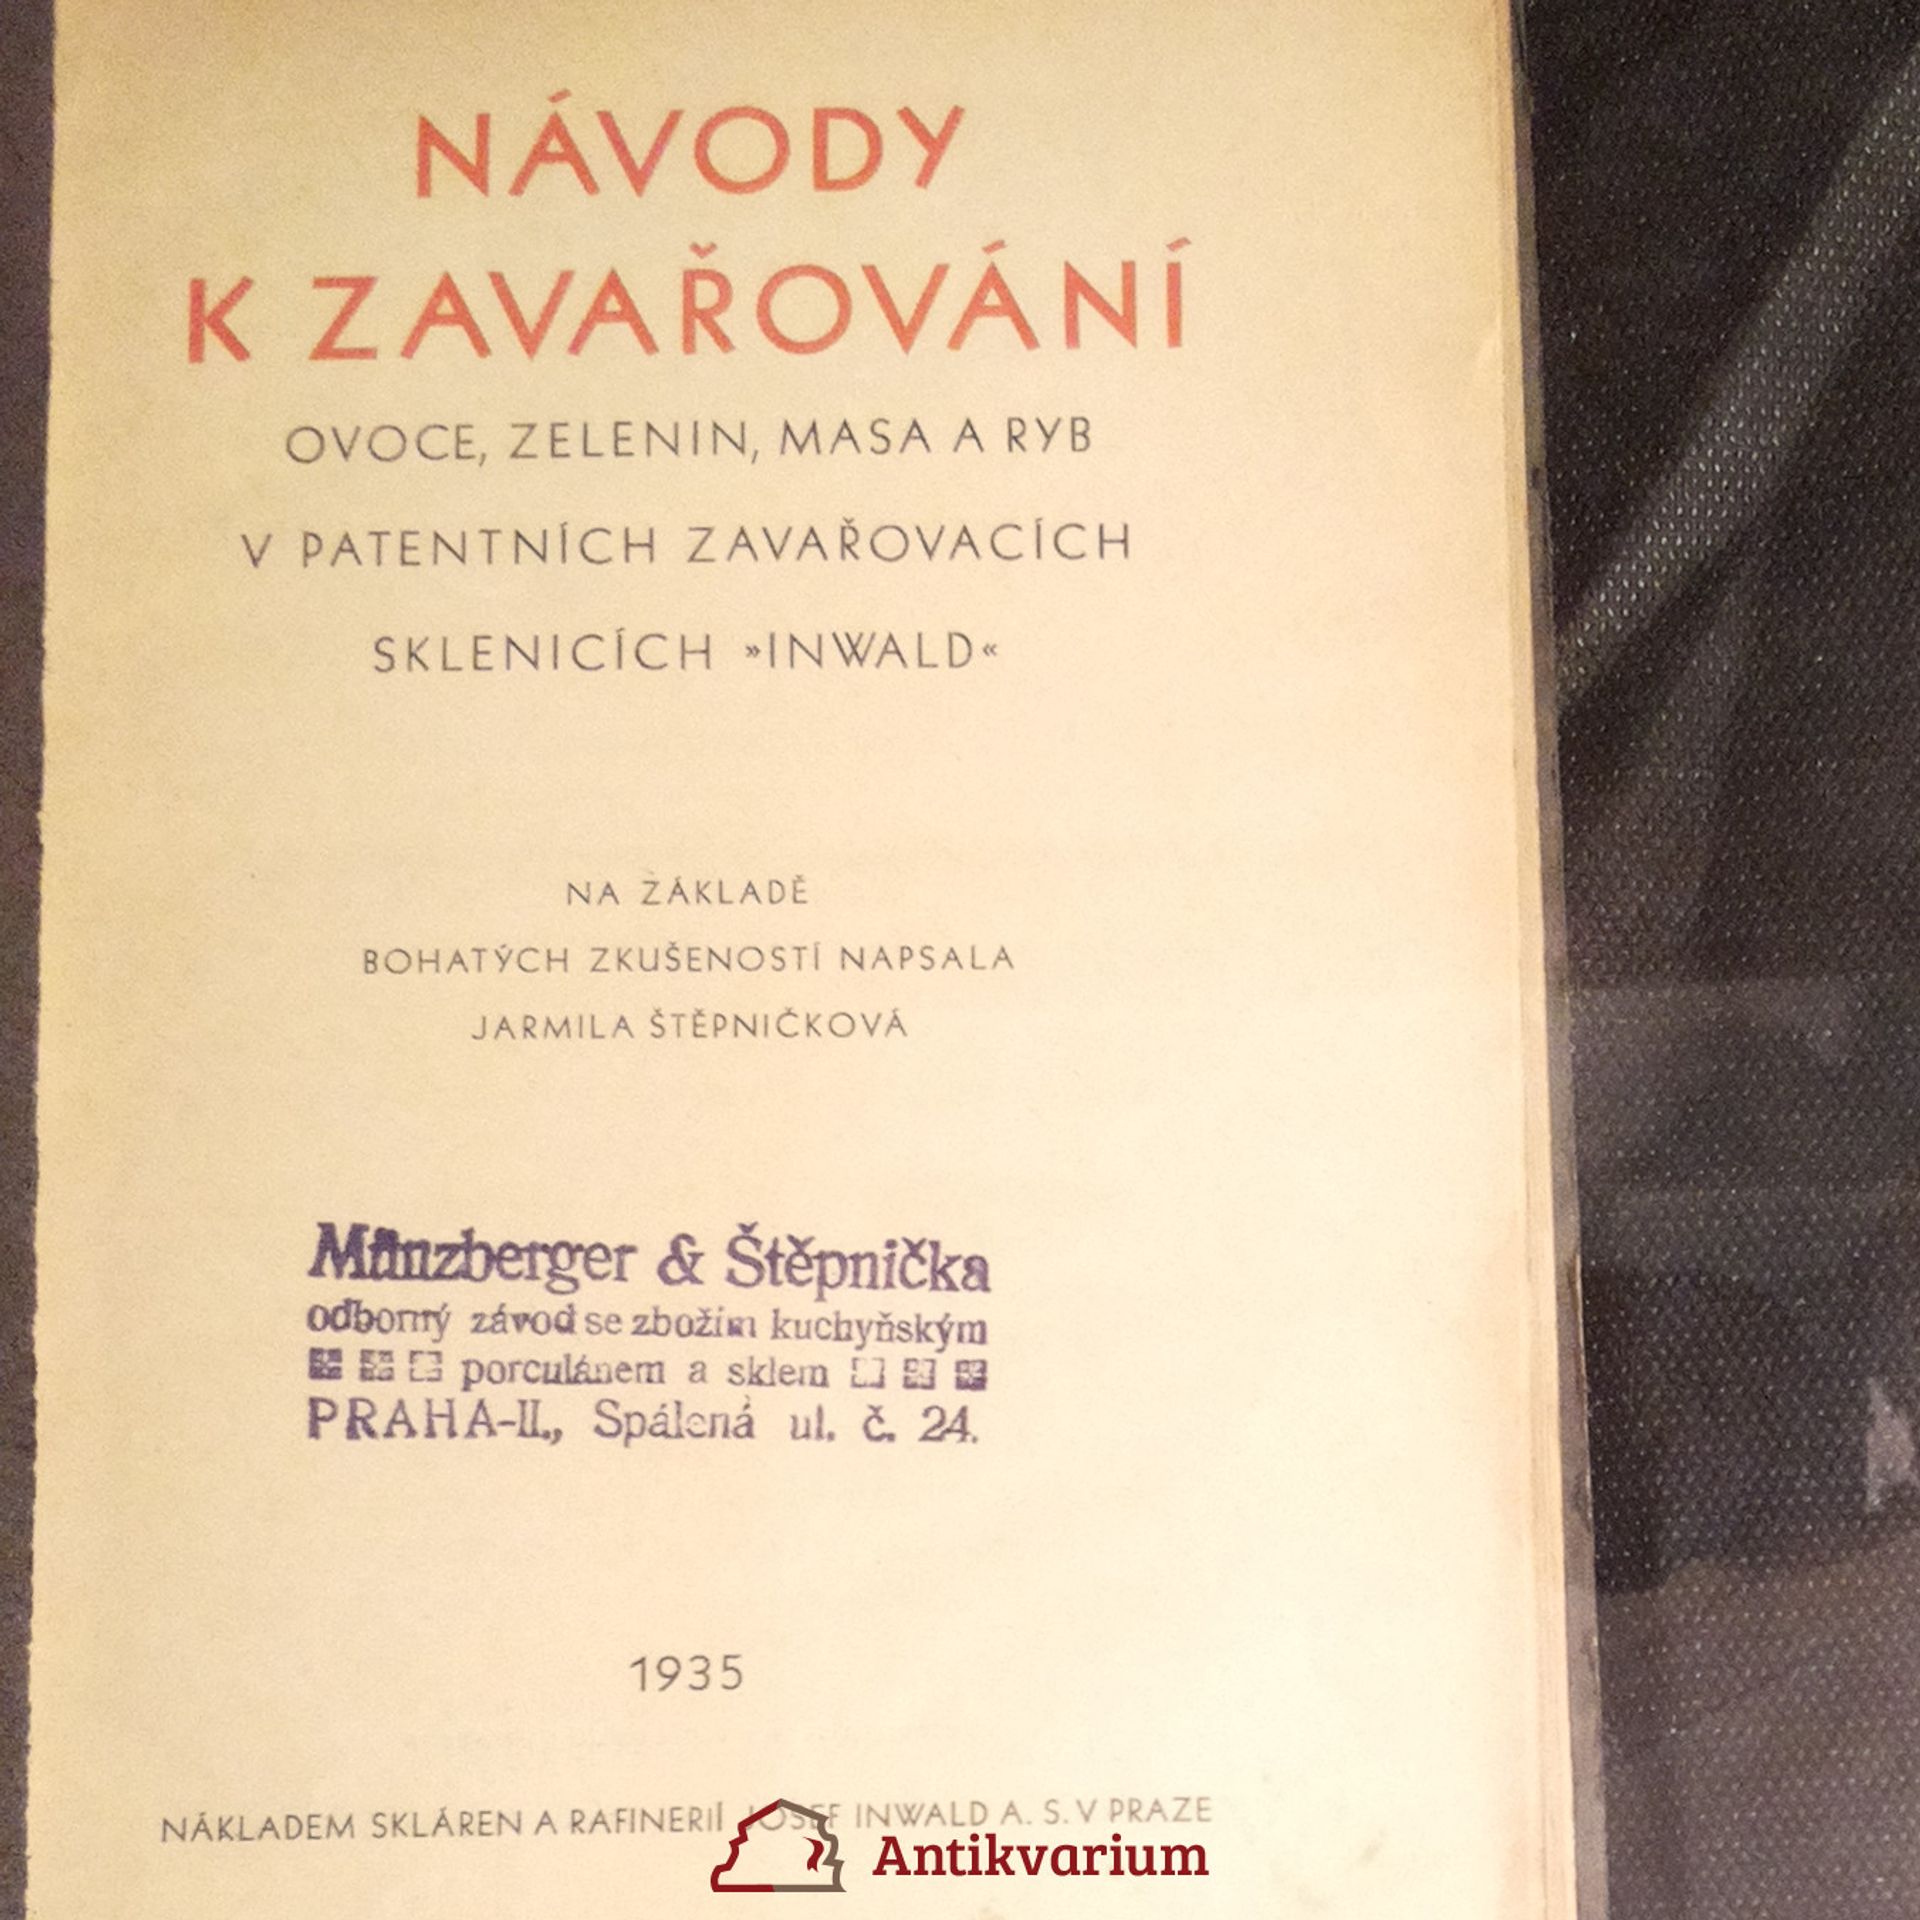 NÁVODY
K ZAVAŘOVÁNÍ
OVOCE, ZELENIN, MASA A RYB
V PATENTNÍCH ZAVAŘOVACÍCH
SKLENICÍCH »INWALD«
NA ZÁKLADĚ
BOHATÝCH ZKUŠENOSTÍ NAPSALA
JARMILA ŠTĚPNIČKOVÁ
Münzberger & Štěpnička
odborný závod se zbožím kuchyňským
porculánem a sklem
PRAHA-II., Spálená ul. č. 24.
1935
NÁKLADEM SKLÁREN A RAFINERIÍ JOSEF INWALD A. S. V PRAZE
Antikvarium